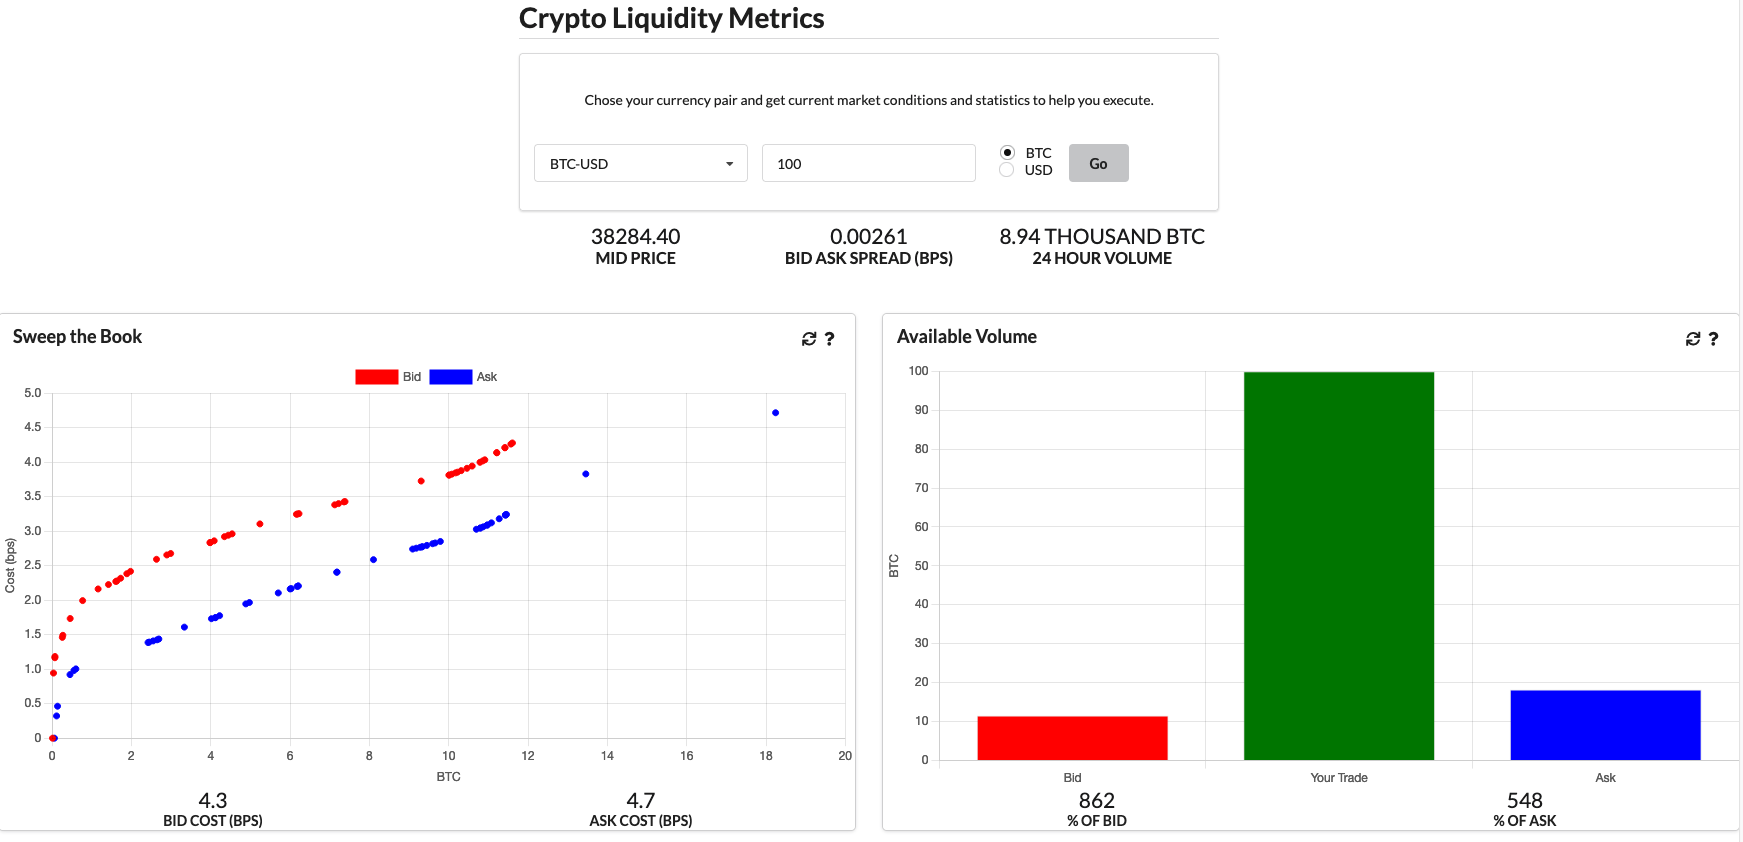 Crypto Liquidity Metrics
Chose your currency pair and get current market conditions and statistics to help you execute.
BTC-USD
100
BTC
USD
Go
38284.40
MID PRICE
0.00261
BID ASK SPREAD (BPS)
8.94 THOUSAND BTC
24 HOUR VOLUME
Sweep the Book
?
Bid
Ask
5.0
4.5
4.0
3.5
3.0
2.5
2.0
1.5
1.0
0.5
0
Cost (bps)
0 2 4 6 8 10 12 14 16 18 20
BTC
4.3
BID COST (BPS)
4.7
ASK COST (BPS)
Available Volume
?
100
90
80
70
60
50
40
30
20
10
0
BTC
Bid
Your Trade
Ask
862
% OF BID
548
% OF ASK